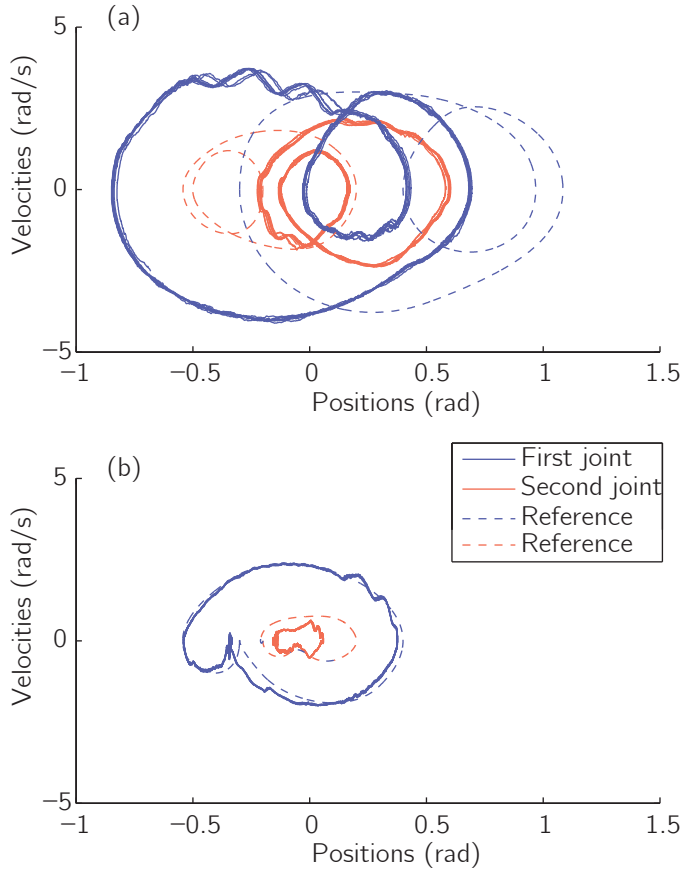 (a)
5
0
−5
Velocities (rad/s)
−1
−0.5
0
0.5
1
1.5
Positions (rad)
(b)
First joint
Second joint
Reference
Reference
5
0
−5
Velocities (rad/s)
−1
−0.5
0
0.5
1
1.5
Positions (rad)